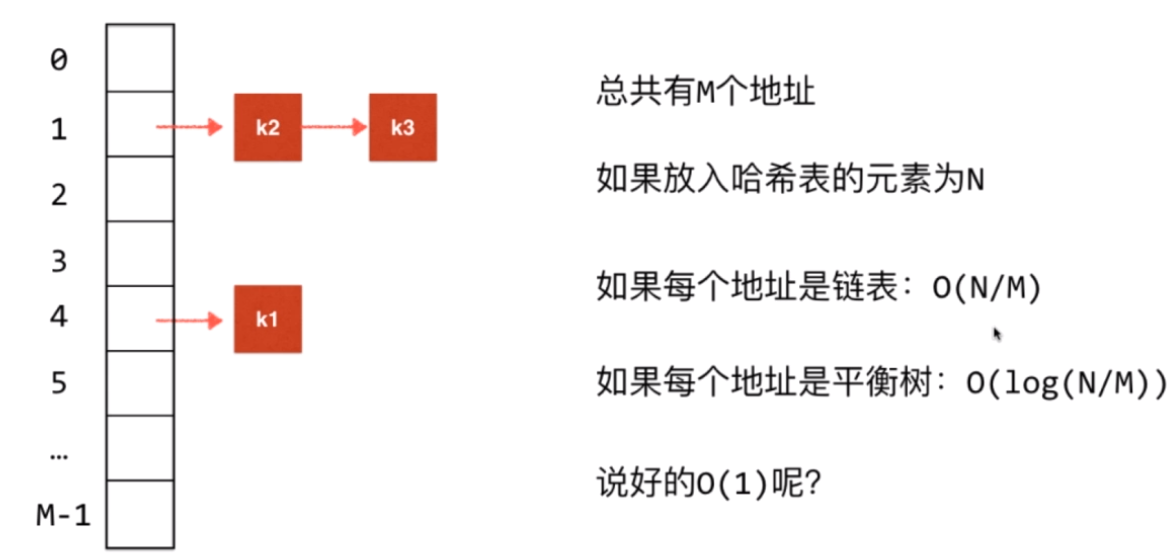 0
1
k2
k3
2
3
4
k1
5
…
M-1
总共有M个地址
如果放入哈希表的元素为N
如果每个地址是链表：O(N/M)
如果每个地址是平衡树：O(log(N/M))
说好的O(1)呢？